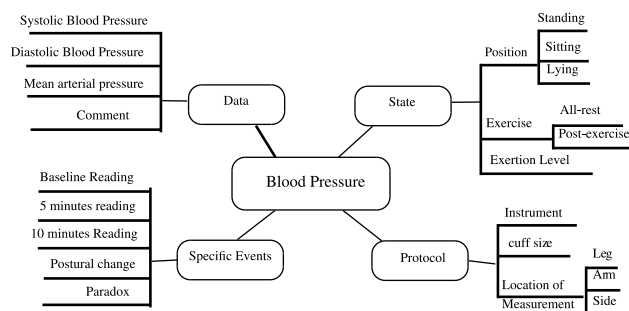 Systolic Blood Pressure
Diastolic Blood Pressure
Mean arterial pressure
Comment
Data
State
Position
Standing
Sitting
Lying
Exercise
All-rest
Post-exercise
Exertion Level
Blood Pressure
Baseline Reading
5 minutes reading
10 minutes Reading
Postural change
Paradox
Specific Events
Protocol
Instrument
cuff size
Location of
Measurement
Leg
Arm
Side